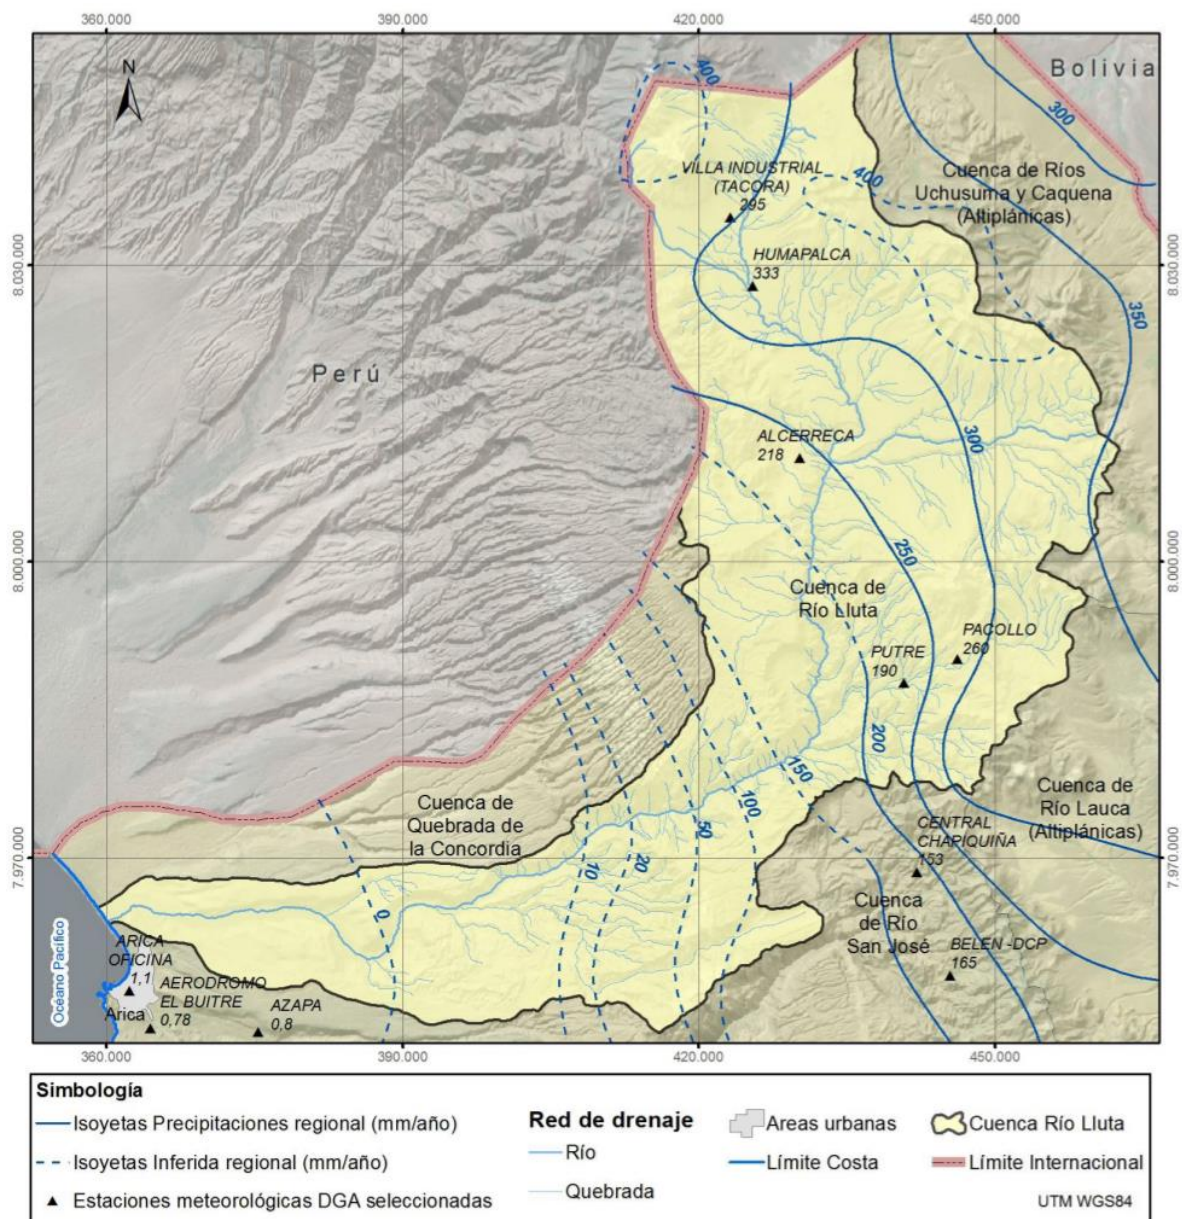 360.000
390.000
420.000
450.000
N
Bolivia
400
300
VILLA INDUSTRIAL
(TACORA)
295
400
Cuenca de Ríos
Uchusuma y Caquena
(Altiplánicas)
8.030.000
8.030.000
HUMAPALCA
333
350
Perú
ALCERRECA
218
300
250
8.000.000
8.000.000
Cuenca de
Río Lluta
PACOLLO
260
PUTRE
190
200
150
100
50
20
10
0
Cuenca de
Quebrada de
la Concordia
Cuenca de
Río Lauca
(Altiplánicas)
CENTRAL
CHAPIQUIÑA
153
7.970.000
7.970.000
Cuenca
de Río
San José
BELEN -DCP
165
Océano Pacífico
ARICA
OFICINA
1,1
AERODROMO
EL BUITRE
0,78
Arica
AZAPA
0,8
360.000
390.000
420.000
450.000
Simbología
Isoyetas Precipitaciones regional (mm/año)
Isoyetas Inferida regional (mm/año)
Estaciones meteorológicas DGA seleccionadas
Red de drenaje
Río
Quebrada
Areas urbanas
Límite Costa
Cuenca Río Lluta
Límite Internacional
UTM WGS84